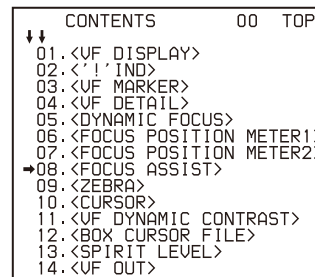 CONTENTS 00 TOP
01.<VF DISPLAY>
02.<'!'IND>
03.<VF MARKER>
04.<VF DETAIL>
05.<DYNAMIC FOCUS>
06.<FOCUS POSITION METER1
07.<FOCUS POSITION METER2
→08.<FOCUS ASSIST>
09.<ZEBRA>
10.<CURSOR>
11.<VF DYNAMIC CONTRAST>
12.<BOX CURSOR FILE>
13.<SPIRIT LEVEL>
14.<VF OUT>